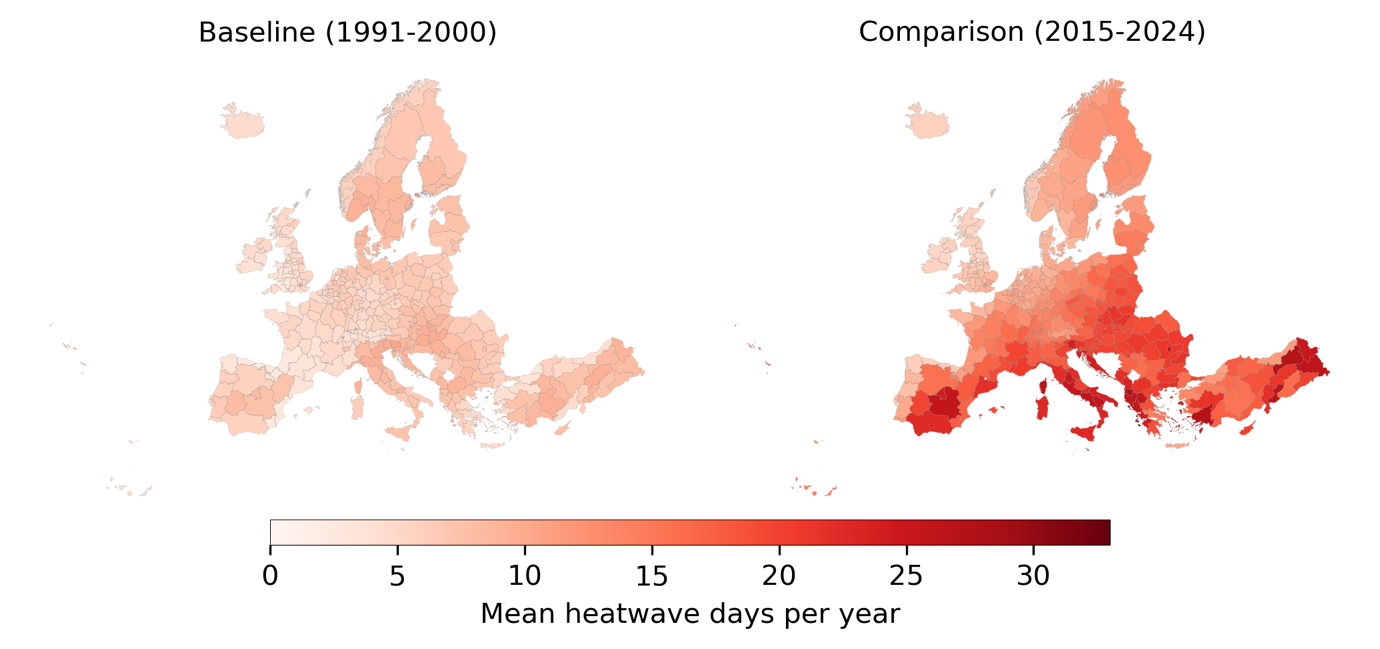 Baseline (1991-2000)
Comparison (2015-2024)
0 5 10 15 20 25 30
Mean heatwave days per year